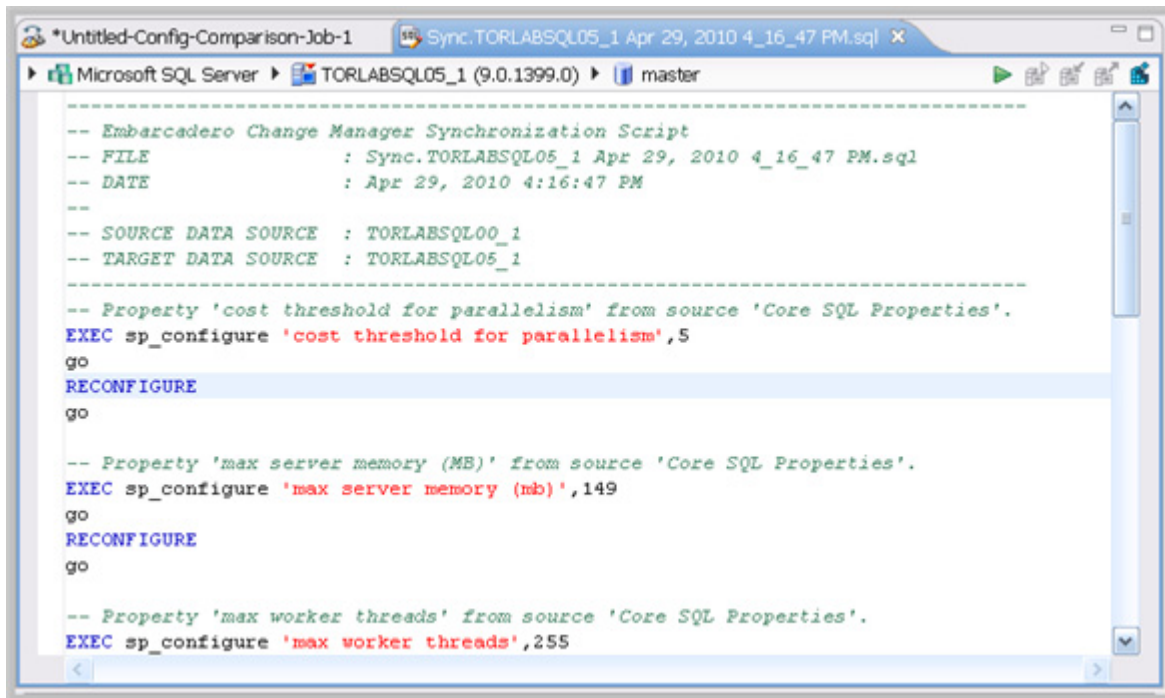 *Untitled-Config-Comparison-Job-1 Sync.TORLABSQL05_1 Apr 29, 2010 4_16_47 PM.sql
Microsoft SQL Server TORLABSQL05_1 (9.0.1399.0) master
--------------------------------------------------------------------------------
-- Embarcadero Change Manager Synchronization Script
-- FILE : Sync.TORLABSQL05_1 Apr 29, 2010 4_16_47 PM.sql
-- DATE : Apr 29, 2010 4:16:47 PM
--
-- SOURCE DATA SOURCE : TORLABSQL00_1
-- TARGET DATA SOURCE : TORLABSQL05_1
--------------------------------------------------------------------------------
-- Property 'cost threshold for parallelism' from source 'Core SQL Properties'.
EXEC sp_configure 'cost threshold for parallelism',5
go
RECONFIGURE
go
-- Property 'max server memory (MB)' from source 'Core SQL Properties'.
EXEC sp_configure 'max server memory (mb)',149
go
RECONFIGURE
go
-- Property 'max worker threads' from source 'Core SQL Properties'.
EXEC sp_configure 'max worker threads',255